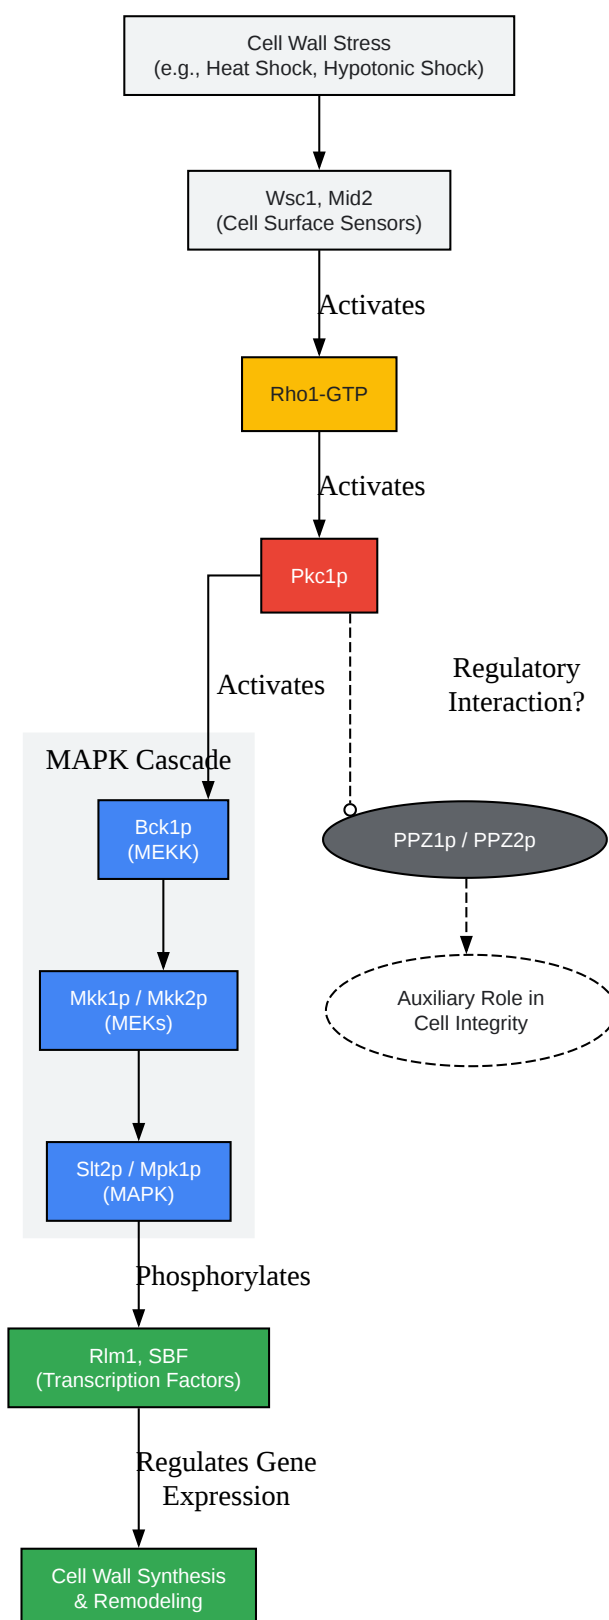 Cell Wall Stress
(e.g., Heat Shock, Hypotonic Shock)
Wsc1, Mid2
(Cell Surface Sensors)
Activates
Rho1-GTP
Activates
Pkc1p
Activates
Regulatory
Interaction?
MAPK Cascade
Bck1p
(MEKK)
PPZ1p / PPZ2p
Mkk1p / Mkk2p
(MEKs)
Auxiliary Role in
Cell Integrity
Slt2p / Mpk1p
(MAPK)
Phosphorylates
Rlm1, SBF
(Transcription Factors)
Regulates Gene
Expression
Cell Wall Synthesis
& Remodeling